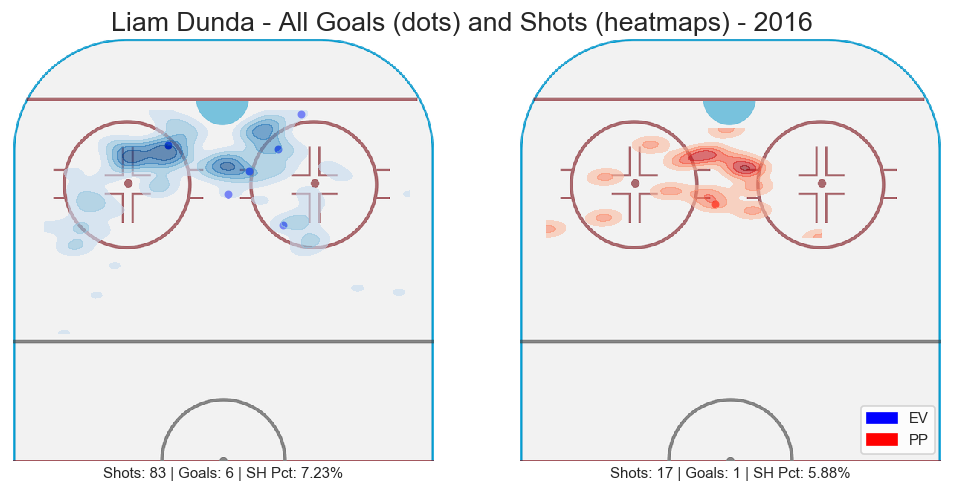 Liam Dunda - All Goals (dots) and Shots (heatmaps) - 2016
EV
PP
Shots: 83 | Goals: 6 | SH Pct: 7.23%
Shots: 17 | Goals: 1 | SH Pct: 5.88%